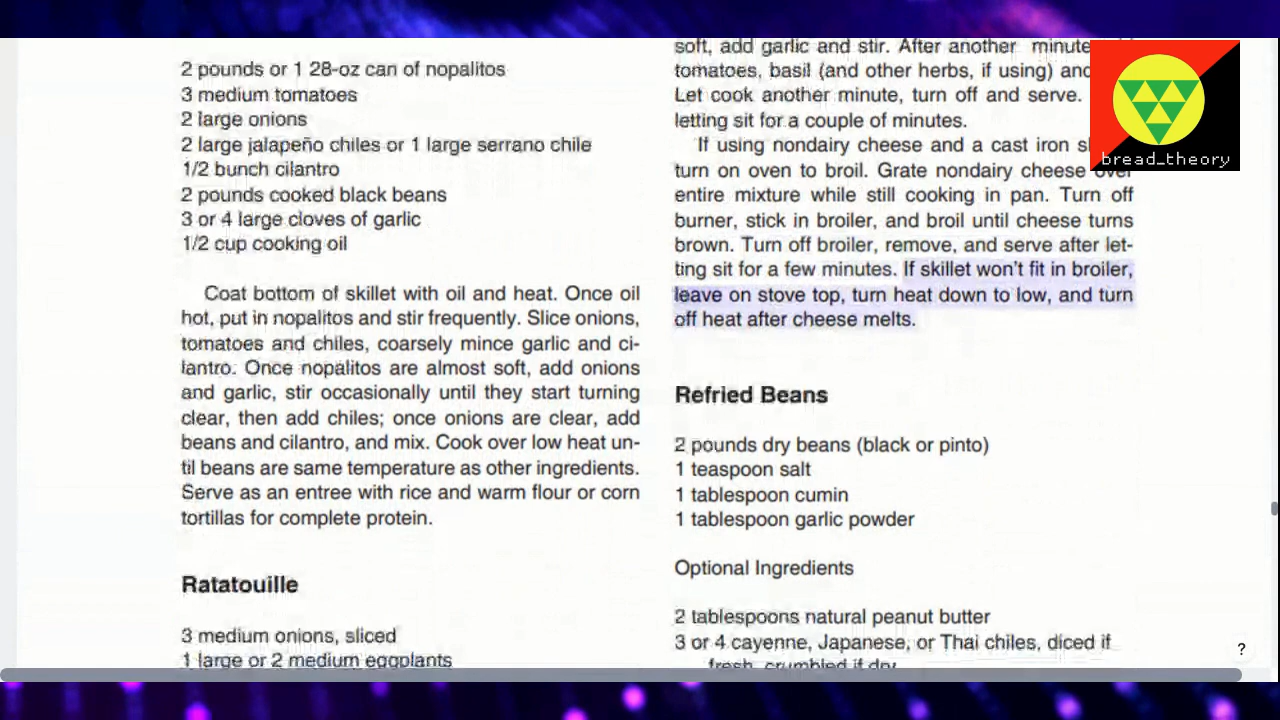 2 pounds or 1 28-oz can of nopalitos
3 medium tomatoes
2 large onions
2 large jalapeño chiles or 1 large serrano chile
1/2 bunch cilantro
2 pounds cooked black beans
3 or 4 large cloves of garlic
1/2 cup cooking oil
Coat bottom of skillet with oil and heat. Once oil
hot, put in nopalitos and stir frequently. Slice onions,
tomatoes and chiles, coarsely mince garlic and ci-
lantro. Once nopalitos are almost soft, add onions
and garlic, stir occasionally until they start turning
clear, then add chiles; once onions are clear, add
beans and cilantro, and mix. Cook over low heat un-
til beans are same temperature as other ingredients.
Serve as an entree with rice and warm flour or corn
tortillas for complete protein.
Ratatouille
3 medium onions, sliced
1 large or 2 medium eggplants
soft, add garlic and stir. After another minute
tomatoes, basil (and other herbs, if using) and
Let cook another minute, turn off and serve.
letting sit for a couple of minutes.
If using nondairy cheese and a cast iron
turn on oven to broil. Grate nondairy cheese over
entire mixture while still cooking in pan. Turn off
burner, stick in broiler, and broil until cheese turns
brown. Turn off broiler, remove, and serve after let-
ting sit for a few minutes. If skillet won't fit in broiler,
leave on stove top, turn heat down to low, and turn
off heat after cheese melts.
Refried Beans
2 pounds dry beans (black or pinto)
1 teaspoon salt
1 tablespoon cumin
1 tablespoon garlic powder
Optional Ingredients
2 tablespoons natural peanut butter
3 or 4 cayenne, Japanese, or Thai chiles, diced if
fresh, crumbled if dry
bread_theory
?